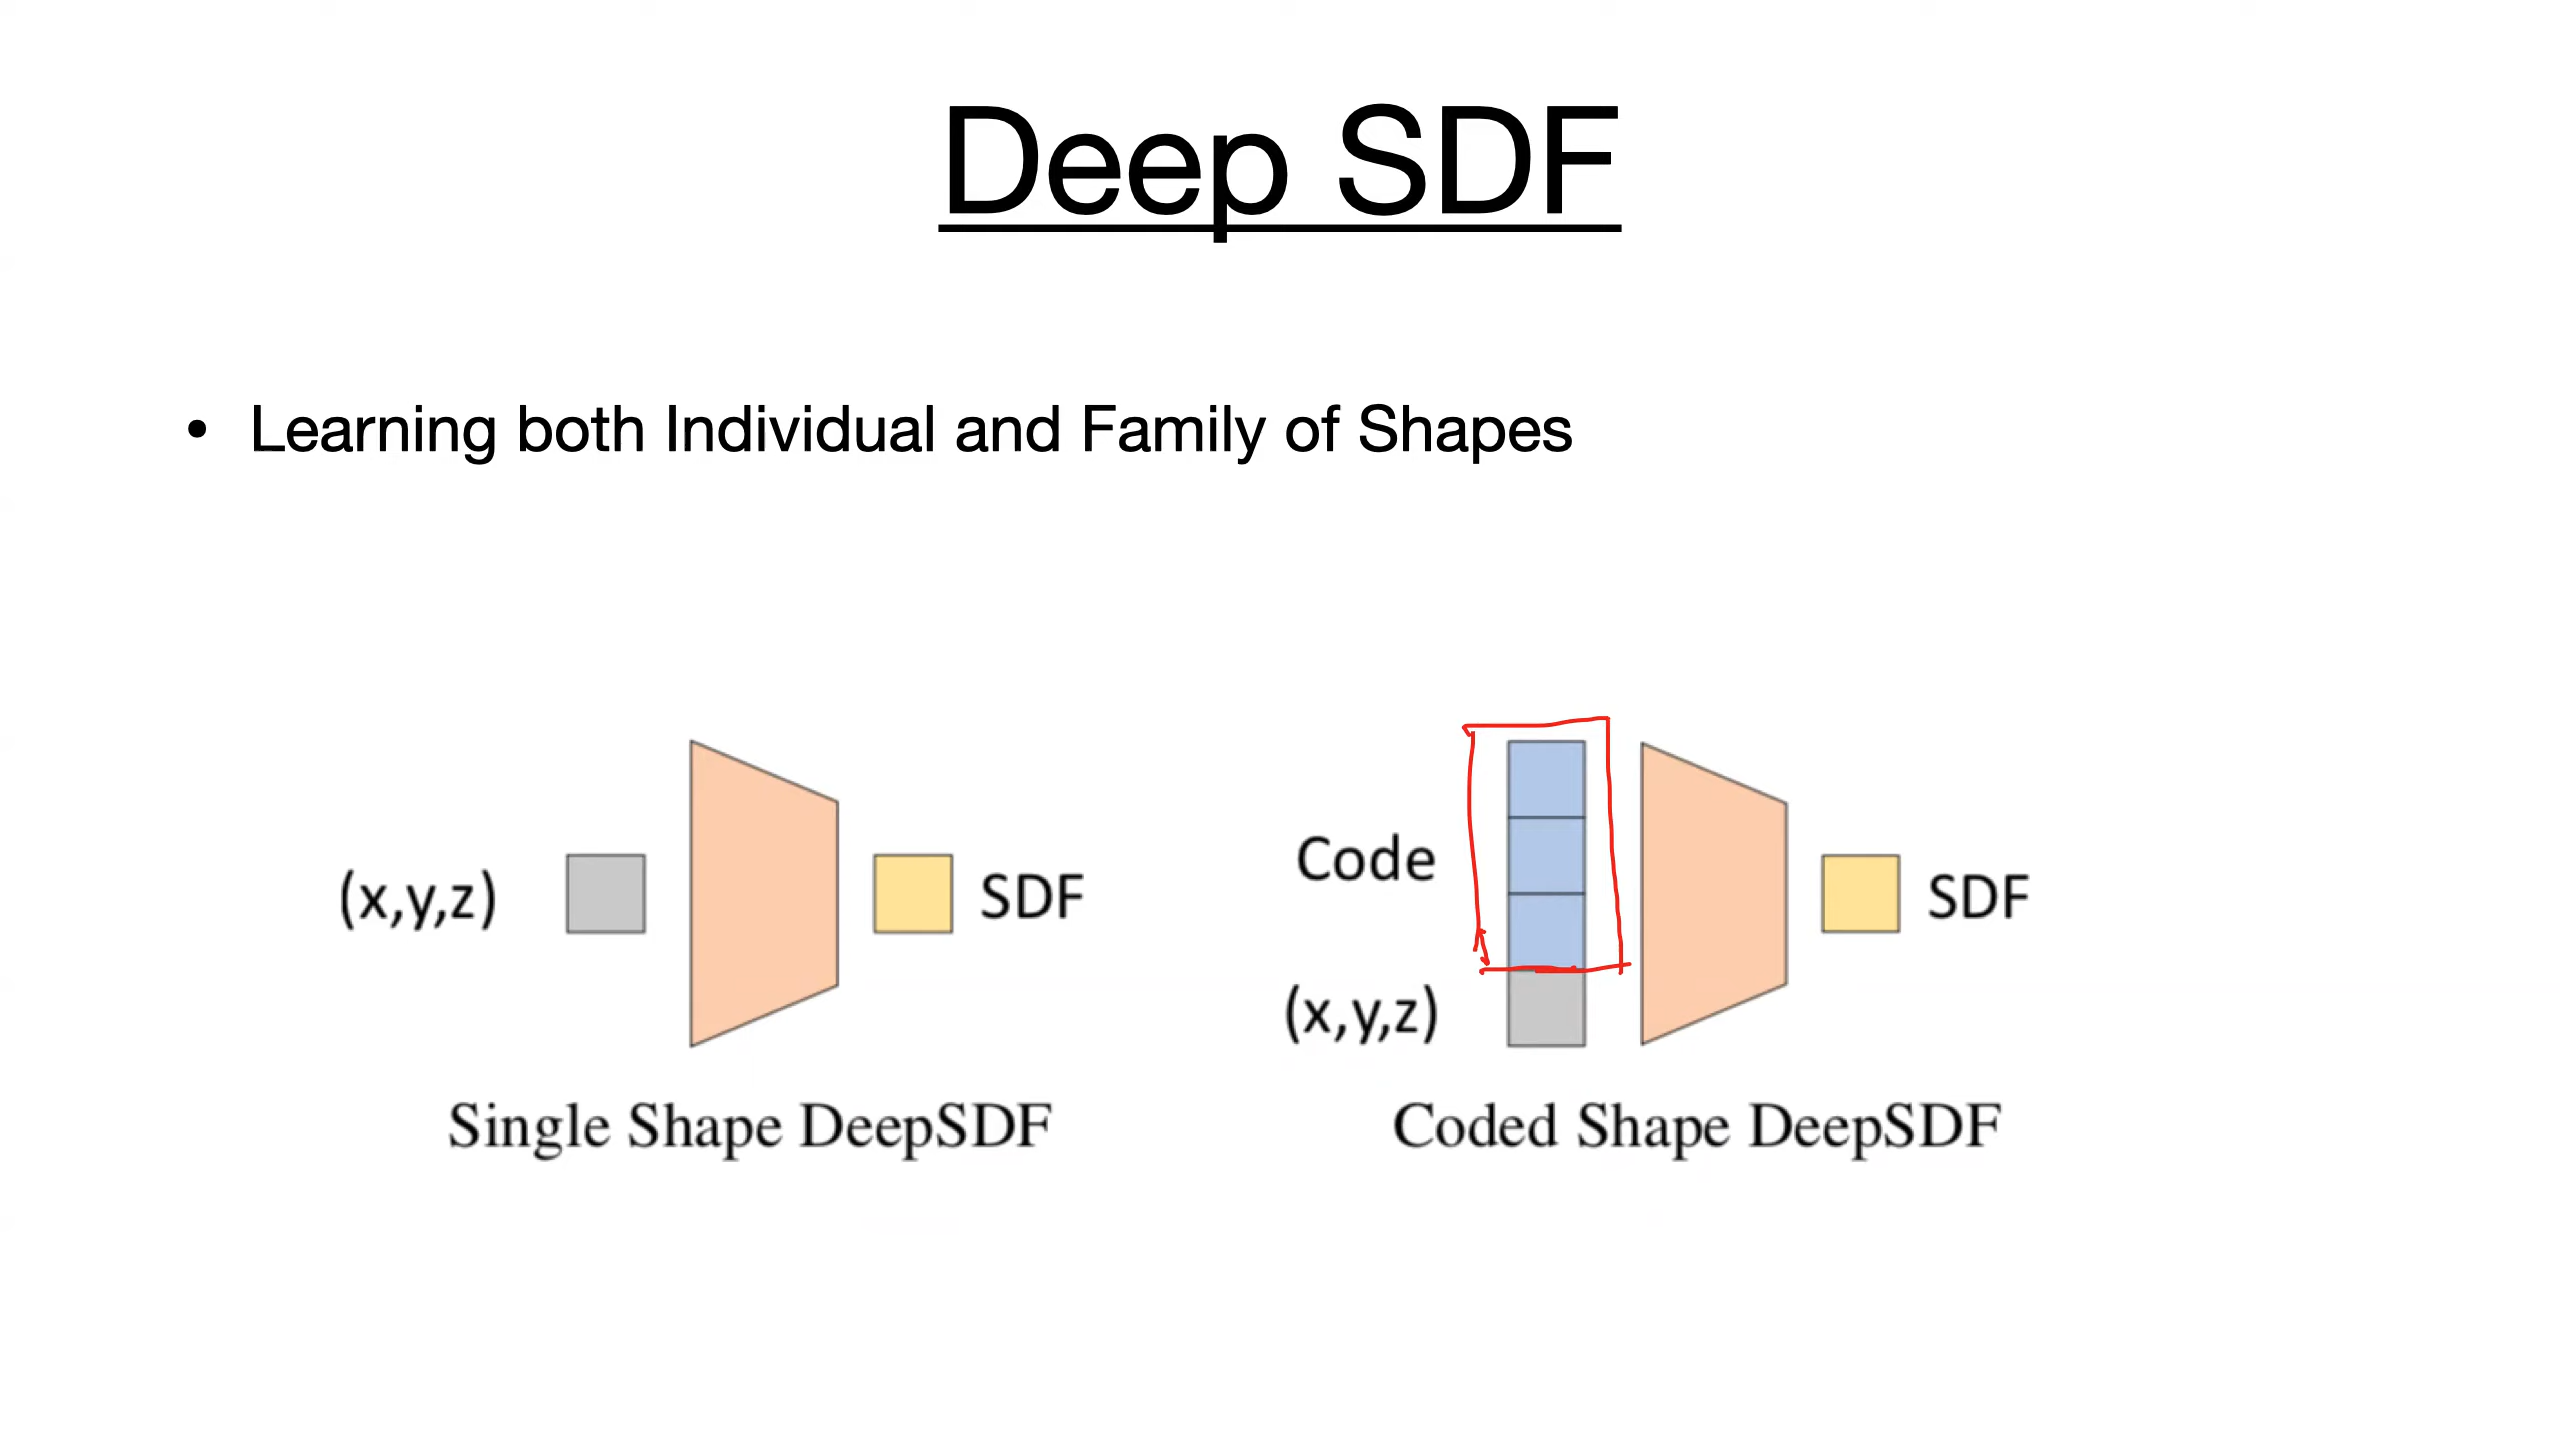 Deep SDF
• Learning both Individual and Family of Shapes
(x,y,z)
SDF
Single Shape DeepSDF
Code
(x,y,z)
SDF
Coded Shape DeepSDF